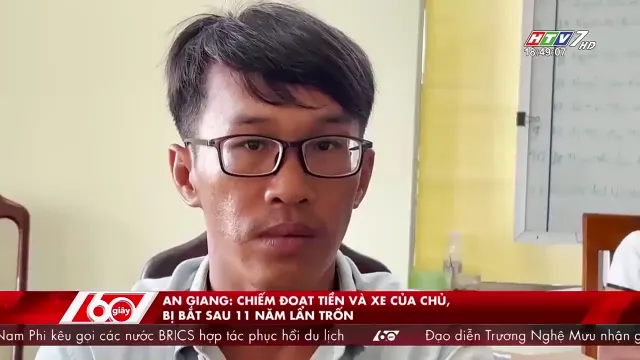 HTV7 HD
18:49:07
AN GIANG: CHIẾM ĐOẠT TIỀN VÀ XE CỦA CHỦ,
BỊ BẮT SAU 11 NĂM LẨN TRỐN
60 giây
Nam Phi kêu gọi các nước BRICS hợp tác phục hồi du lịch 60giây Đạo diễn Trương Nghệ Mưu nhận g